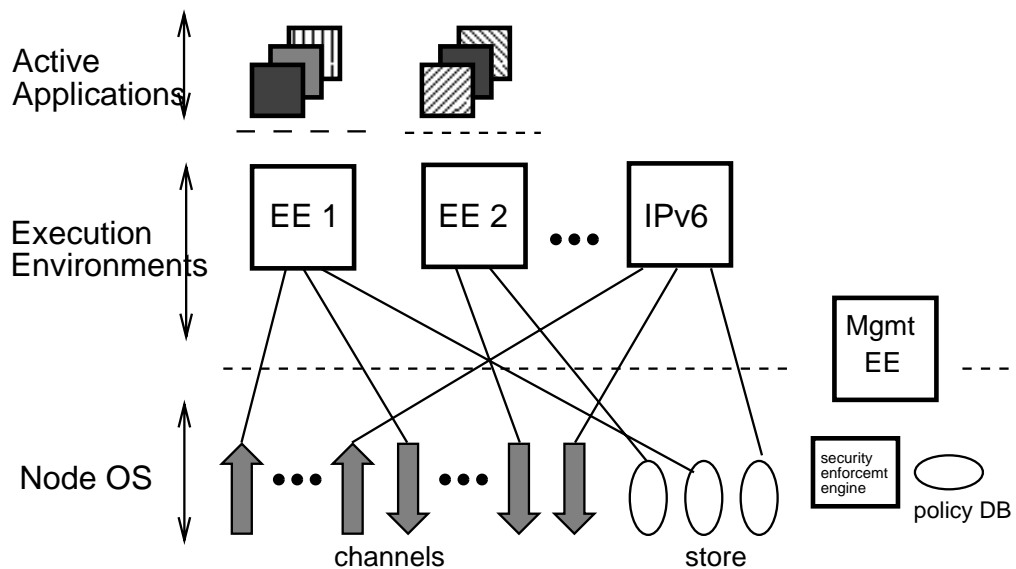 Active
Applications
EE 1
EE 2
IPv6
Execution
Environments
Mgmt
EE
Node OS
security
enforcemt
engine
policy DB
channels
store